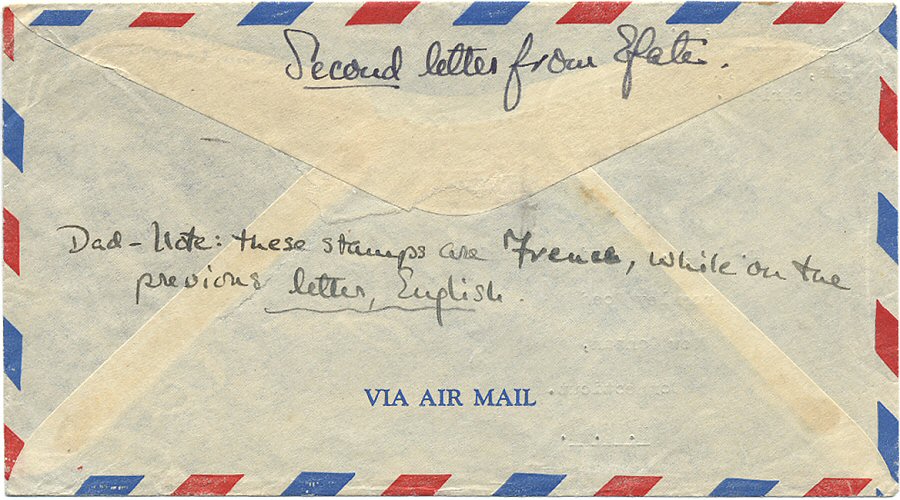 Second letter from Efate.
Dad - Note: these stamps are French, while on the
previous letter, English.
VIA AIR MAIL